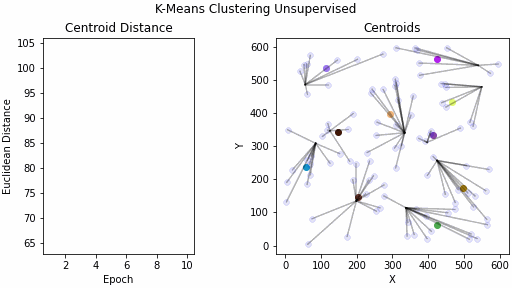 K-Means Clustering Unsupervised
Centroid Distance
Euclidean Distance
105
100
95
90
85
80
75
70
65
2 4 6 8 10
Epoch
Centroids
Y
600
500
400
300
200
100
0
0 100 200 300 400 500 600
X